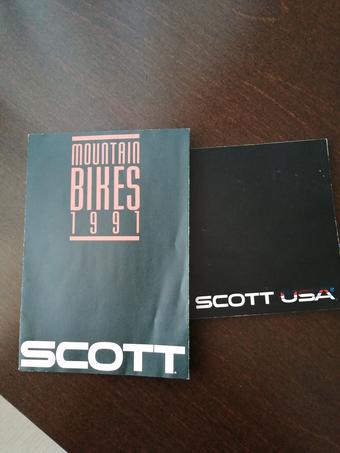 MOUNTAIN
BIKES
1991
SCOTT
SCOTT USA